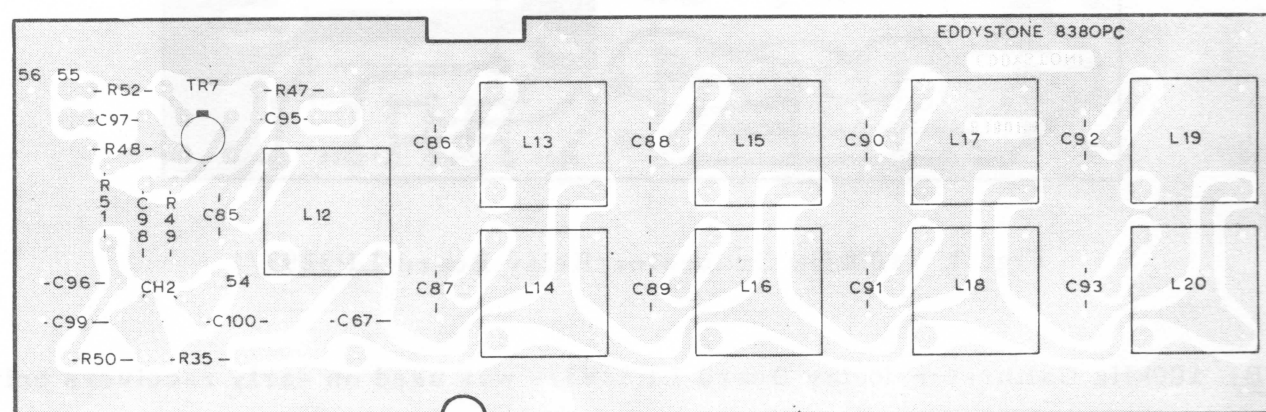 EDDYSTONE 8380PC
56 55
R52
TR7
R47
C97
C95
R48
C86
L13
C88
L15
C90
L17
C92
L19
R51
C98
R49
C85
L12
C96
CH2
54
C87
L14
C89
L16
C91
L18
C93
L20
C99
C100
C67
R50
R35